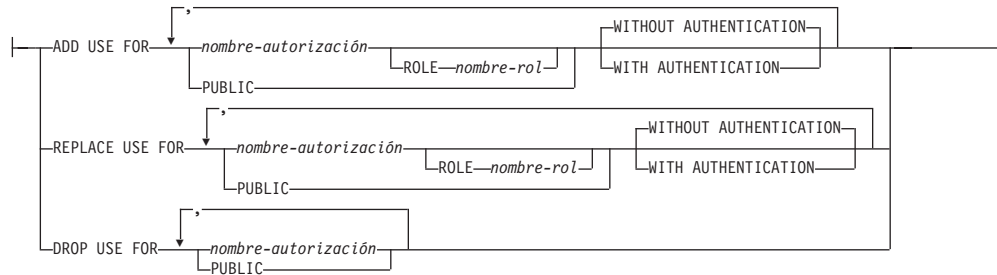 ,
WITHOUT AUTHENTICATION
ADD USE FOR nombre-autorización
ROLE nombre-rol WITH AUTHENTICATION
PUBLIC
,
WITHOUT AUTHENTICATION
REPLACE USE FOR nombre-autorización
ROLE nombre-rol WITH AUTHENTICATION
PUBLIC
,
DROP USE FOR nombre-autorización
PUBLIC